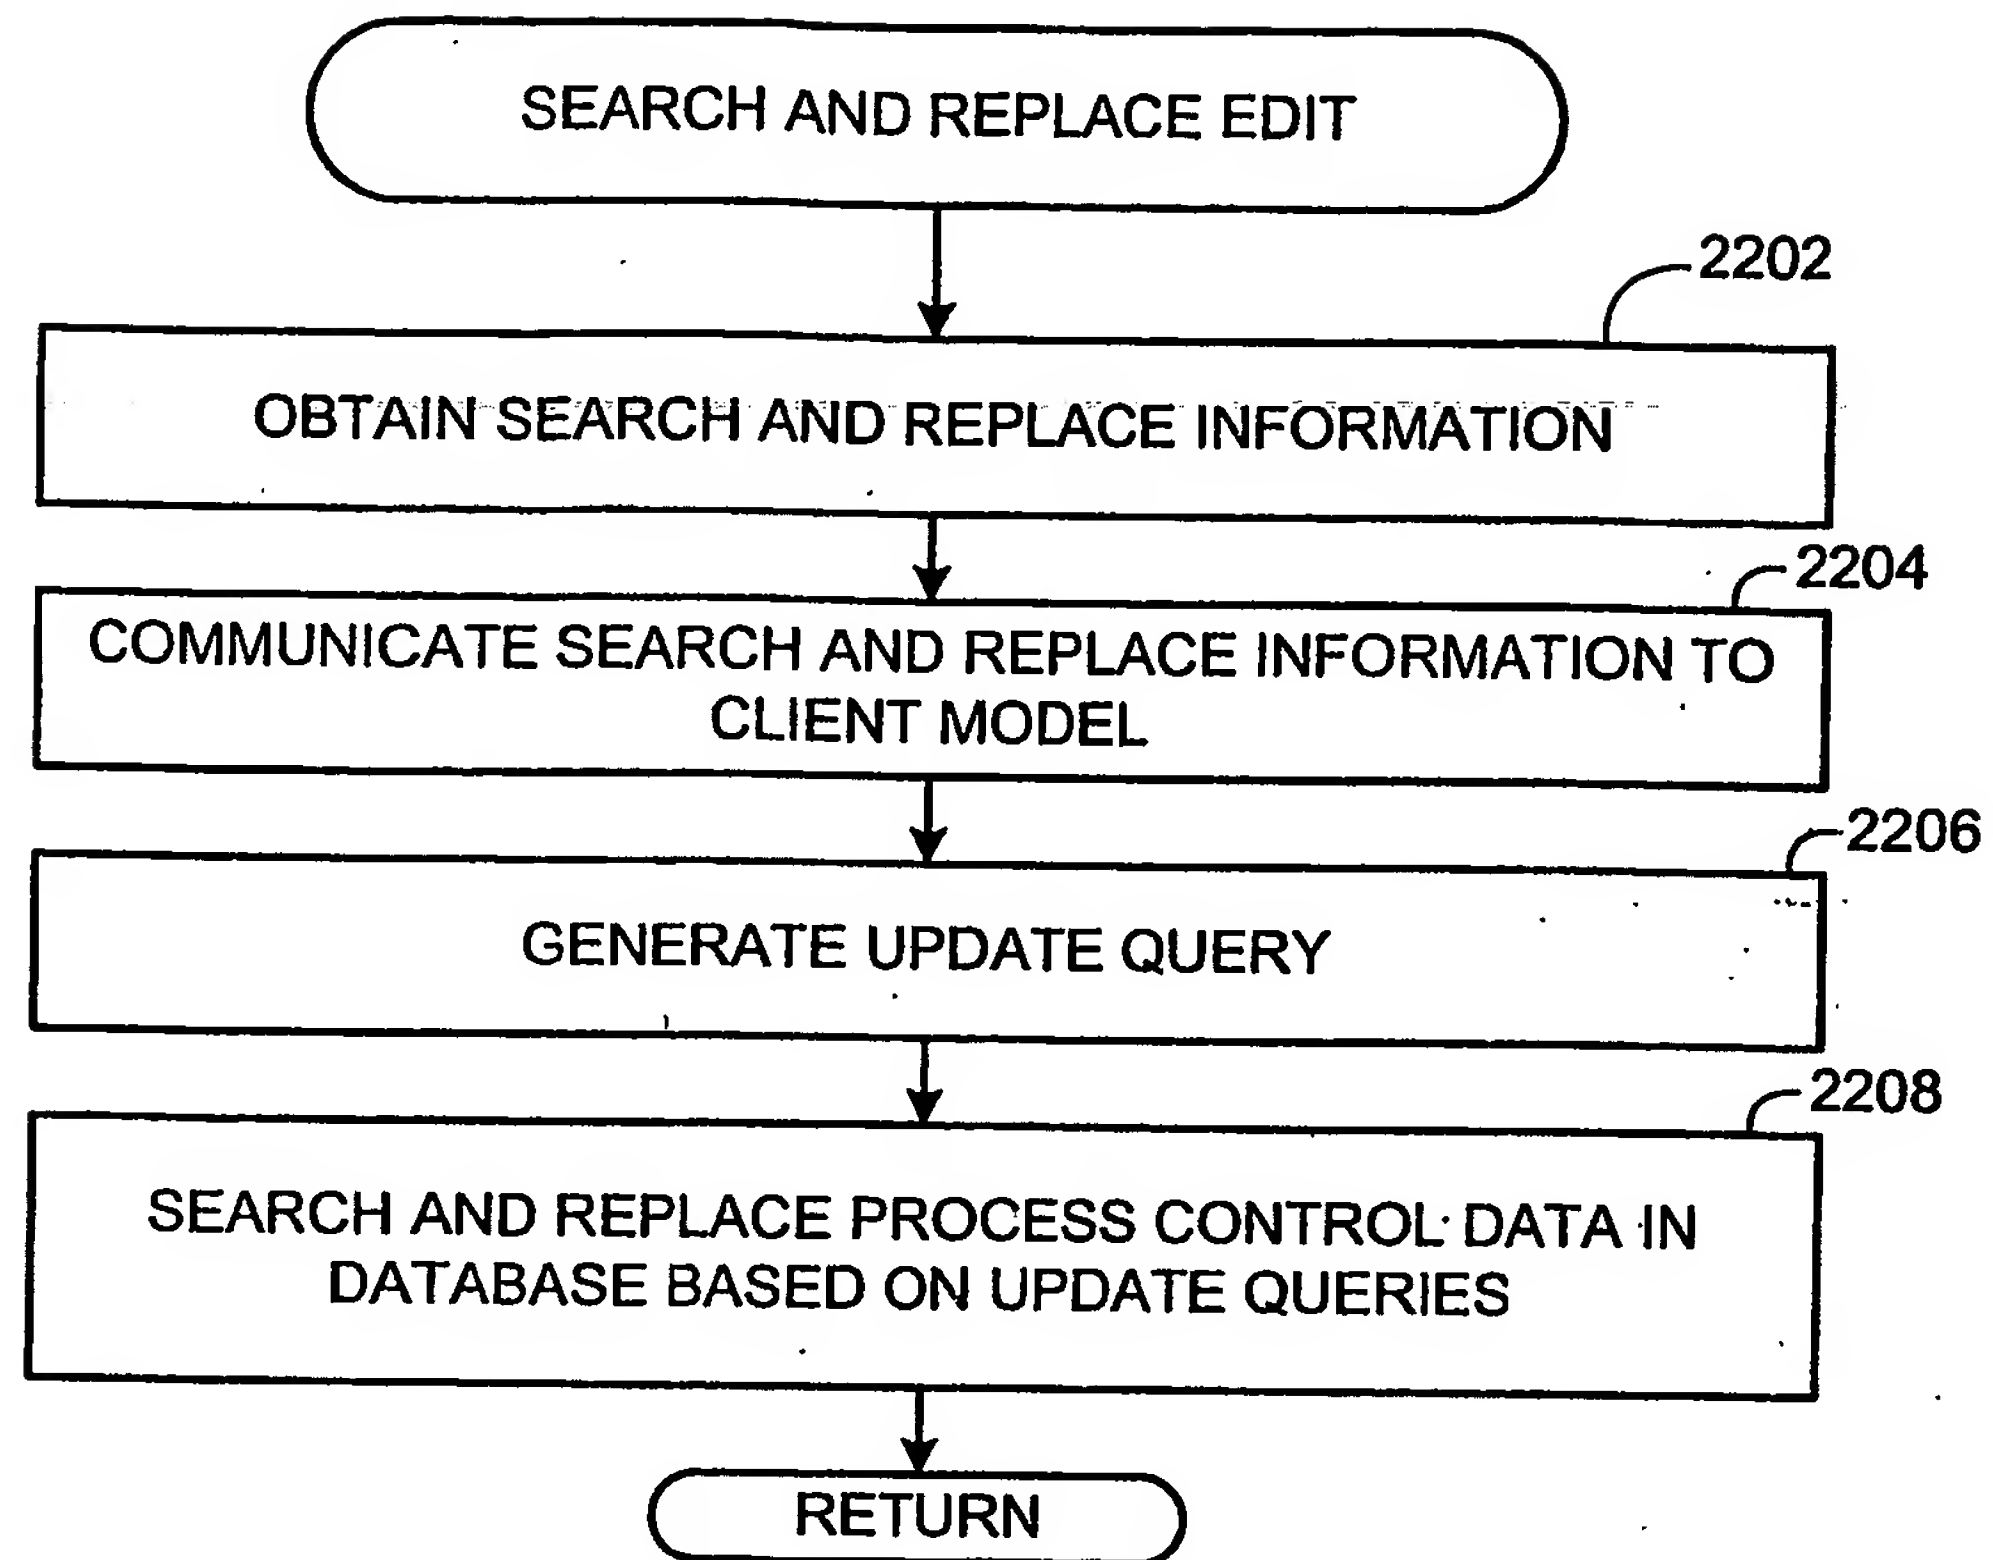 SEARCH AND REPLACE EDIT
2202
OBTAIN SEARCH AND REPLACE INFORMATION
2204
COMMUNICATE SEARCH AND REPLACE INFORMATION TO
CLIENT MODEL
2206
GENERATE UPDATE QUERY
2208
SEARCH AND REPLACE PROCESS CONTROL DATA IN
DATABASE BASED ON UPDATE QUERIES
RETURN